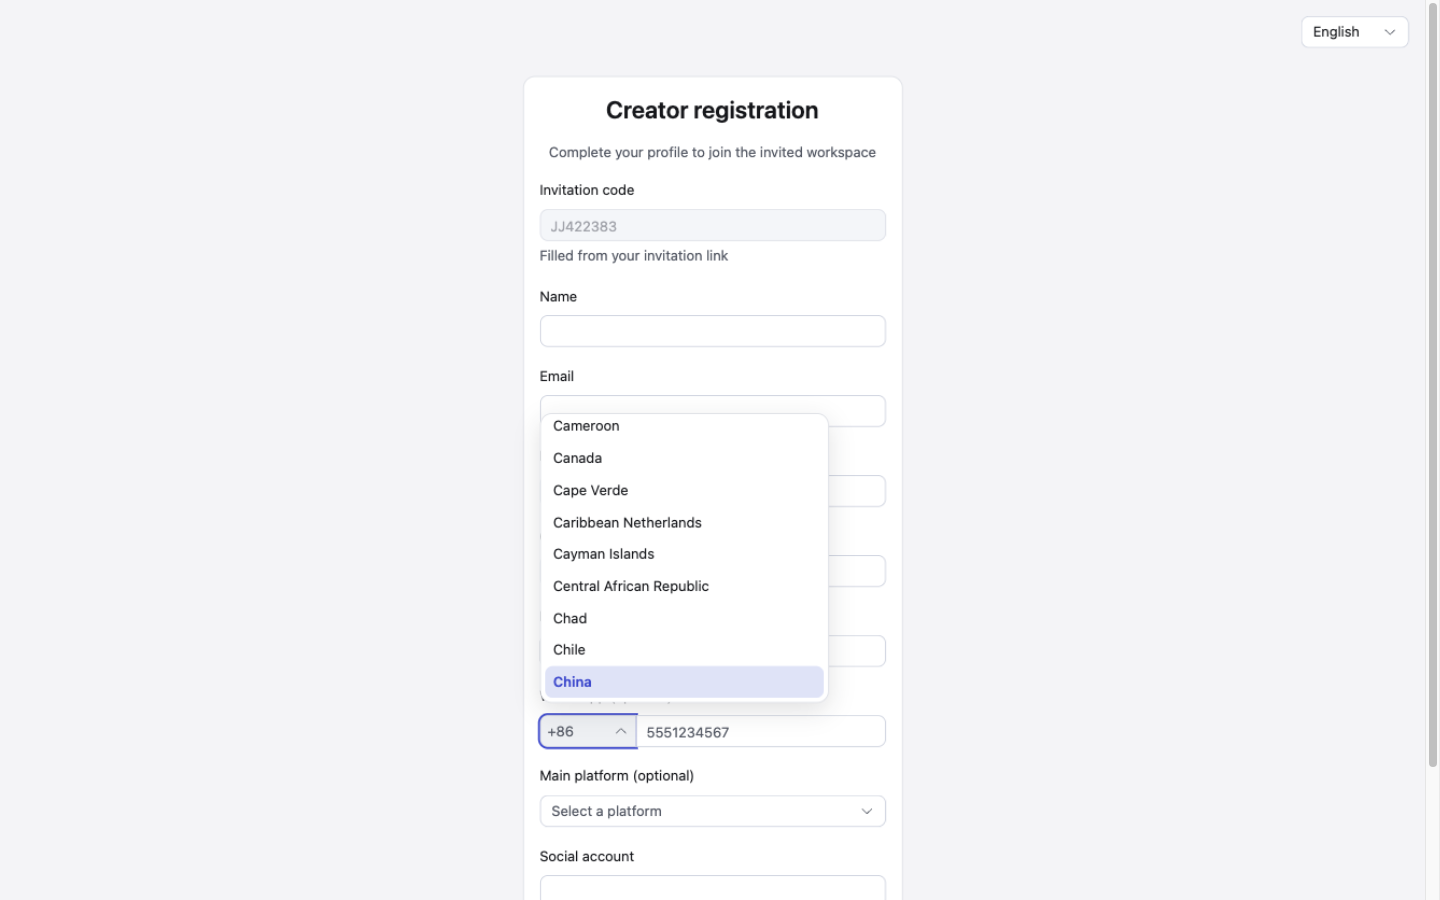 English
Creator registration
Complete your profile to join the invited workspace
Invitation code
JJ422383
Filled from your invitation link
Name
Email
Cameroon
Canada
Cape Verde
Caribbean Netherlands
Cayman Islands
Central African Republic
Chad
Chile
China
+86
5551234567
Main platform (optional)
Select a platform
Social account